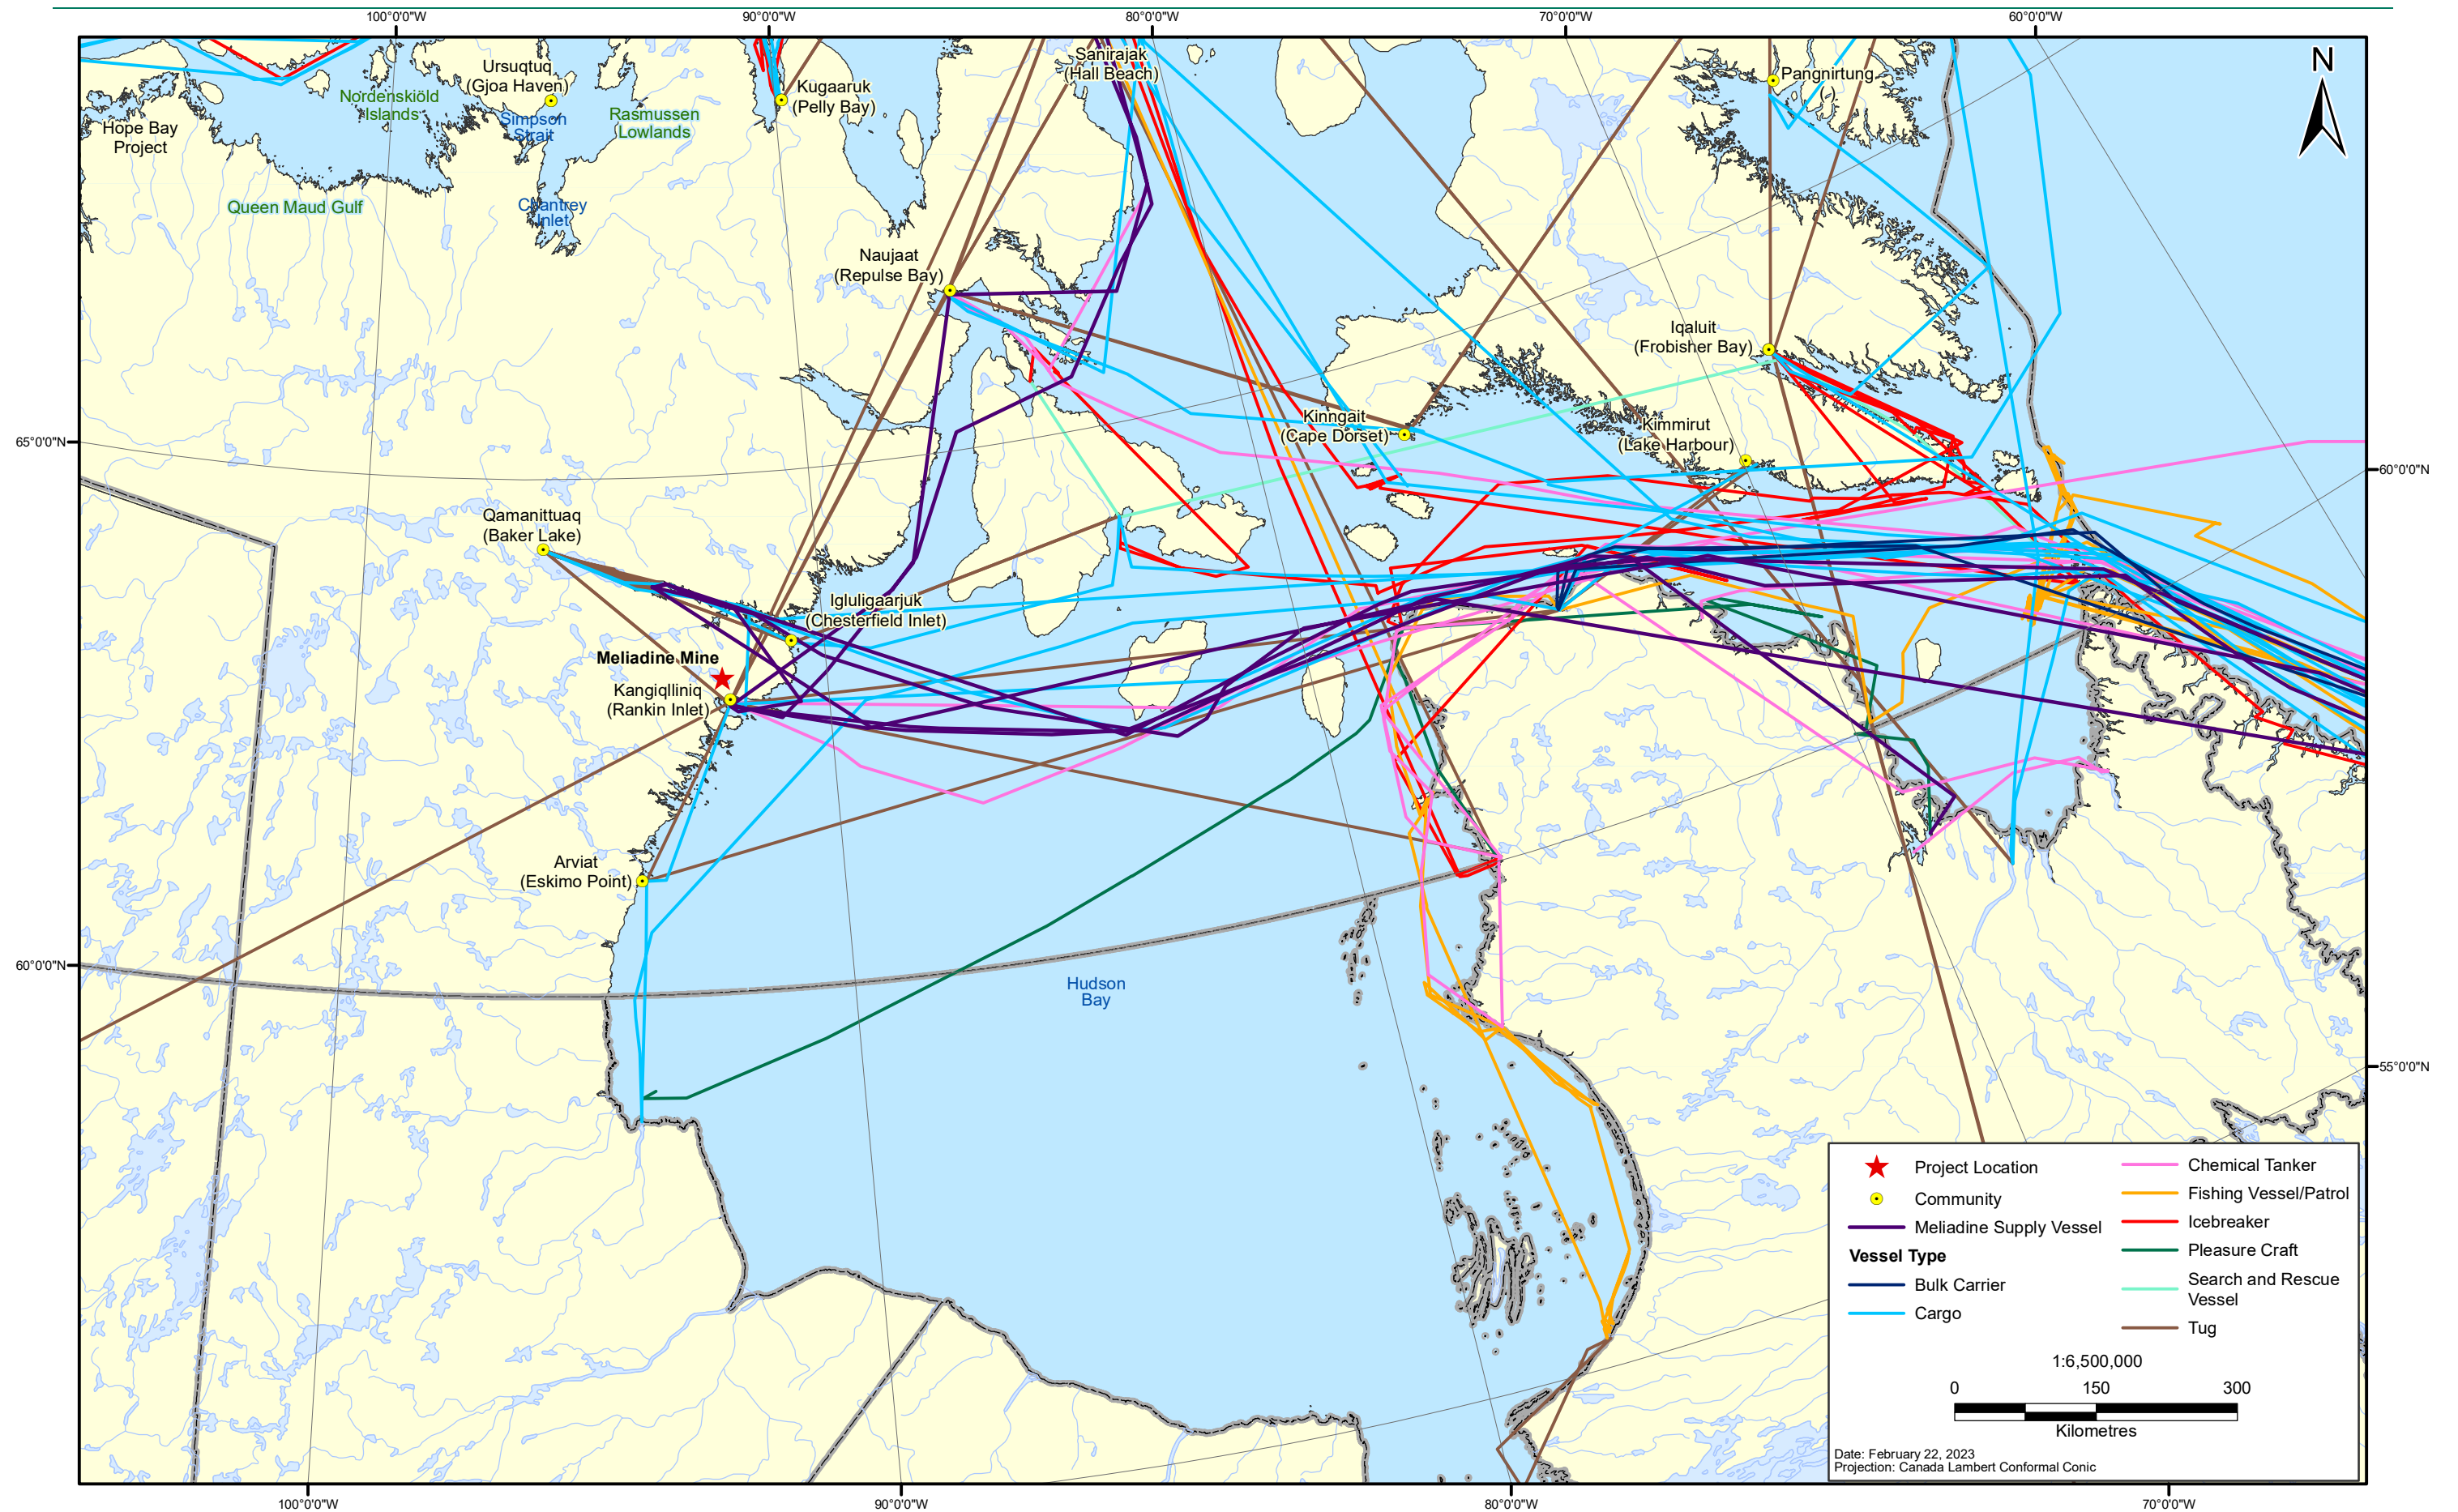 100°0'0"W
90°0'0"W
80°0'0"W
70°0'0"W
60°0'0"W
Sanirajak
(Hall Beach)
N
Ursuqtuq
(Gjoa Haven)
Kugaaruk
(Pelly Bay)
Pangnirtung
(,)
Nordenskiöld
Islands
Hope Bay
Project
Simpson
Strait
Rasmussen
Lowlands
Queen Maud Gulf
Chantrey
Inlet
Naujaat
(Repulse Bay)
Iqaluit
(Frobisher Bay)
Kinngait
(Cape Dorset)
Kimmirut
(Lake Harbour)
65°0'0"N
60°0'0"N
Qamanittuaq
(Baker Lake)
Igluligaarjuk
(Chesterfield Inlet)
Meliadine Mine
Kangiqlliniq
(Rankin Inlet)
Arviat
(Eskimo Point)
60°0'0"N
Hudson
Bay
55°0'0"N
Project Location
Community
Meliadine Supply Vessel
Vessel Type
Bulk Carrier
Cargo
Chemical Tanker
Fishing Vessel/Patrol
Icebreaker
Pleasure Craft
Search and Rescue
Vessel
Tug
1:6,500,000
0 150 300
Kilometres
Date: February 22, 2023
Projection: Canada Lambert Conformal Conic
100°0'0"W
90°0'0"W
80°0'0"W
70°0'0"W